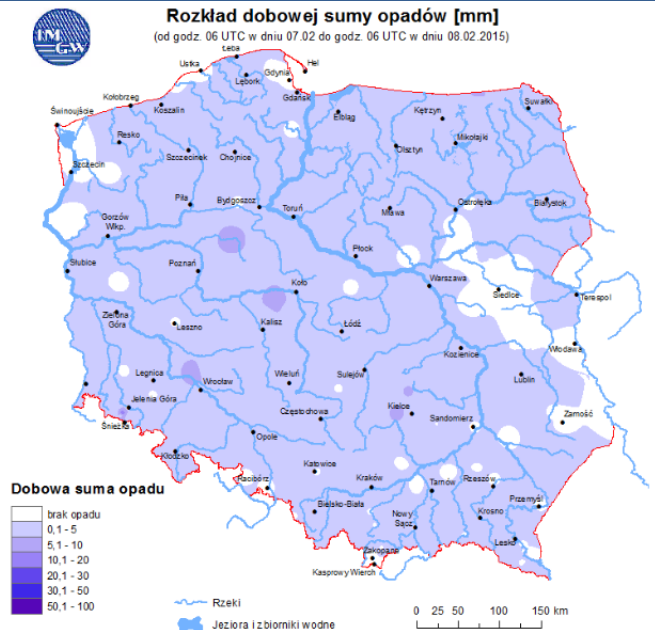 IM
GW
Rozkład dobowej sumy opadów [mm]
(od godz. 06 UTC w dniu 07.02 do godz. 06 UTC w dniu 08.02.2015)
Łeba
Ustka
Hel
Gdynia
Lębork
Gdańsk
Kołobrzeg
Koszalin
Świnoujście
Elbląg
Kętrzyn
Suwałki
Resko
Mikołajki
Szczecinek
Chojnice
Olsztyn
Szczecin
Piła
Bydgoszcz
Toruń
Mława
Ostrołęka
Białystok
Gorzów
Wlkp.
Płock
Słubice
Poznań
Koło
Warszawa
Siedlce
Terespol
Zielona
Góra
Leszno
Kalisz
Łódź
Włodawa
Kozienice
Legnica
Wrocław
Wieluń
Sulejów
Lublin
Jelenia Góra
Śnieżka
Częstochowa
Kielce
Sandomierz
Zamość
Opole
Kłodzko
Katowice
Racibórz
Kraków
Tarnów
Rzeszów
Przemyśl
Bielsko-Biała
Nowy
Sącz
Krosno
Lesko
Zakopane
Kasprowy Wierch
Dobowa suma opadu
brak opadu
0,1 - 5
5,1 - 10
10,1 - 20
20,1 - 30
30,1 - 50
50,1 - 100
Rzeki
Jeziora i zbiorniki wodne
0 25 50 100 150 km